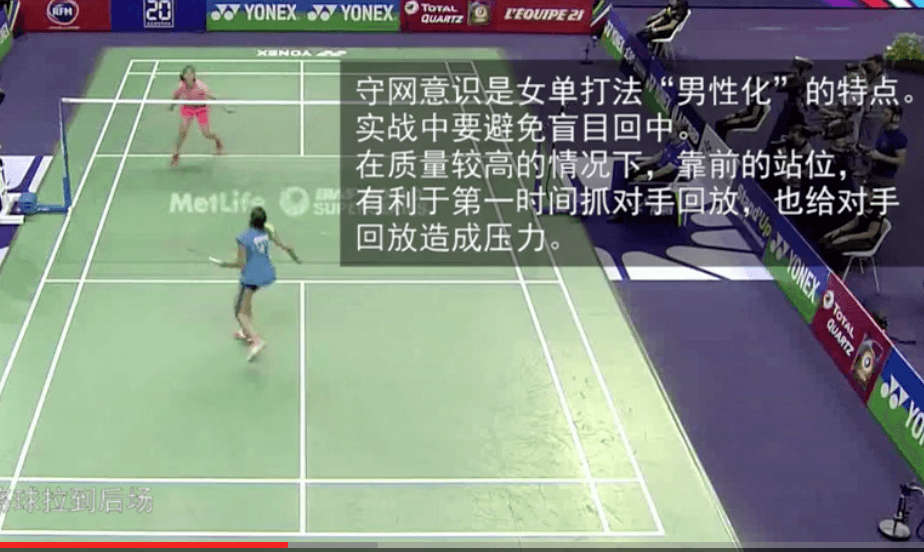 RFM
20
YONEX
YONEX
TOTAL
QUARTZ
L'EQUIPE 21
YONEX
守网意识是女单打法“男性化”的特点。
实战中要避免盲目回中。
在质量较高的情况下，靠前的站位，
有利于第一时间抓对手回放，也给对手
回放造成压力。
MetLife
YONEX
TOTAL
QUARTZ
球拉到后场